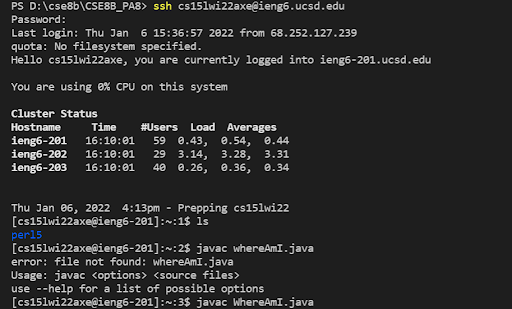 PS D:\cse8b\CSE8B_PA8> ssh cs15lwi22axe@ieng6.ucsd.edu
Password:
Last login: Thu Jan  6 15:36:57 2022 from 68.252.127.239
quota: No filesystem specified.
Hello cs15lwi22axe, you are currently logged into ieng6-201.ucsd.edu
You are using 0% CPU on this system
Cluster Status
Hostname     Time    #Users  Load  Averages
ieng6-201   16:10:01   59  0.43,  0.54,  0.44
ieng6-202   16:10:01   29  3.14,  3.28,  3.31
ieng6-203   16:10:01   40  0.26,  0.36,  0.34
Thu Jan 06, 2022  4:13pm - Prepping cs15lwi22
[cs15lwi22axe@ieng6-201]:~:1$ ls
perl5
[cs15lwi22axe@ieng6-201]:~:2$ javac whereAmI.java
error: file not found: whereAmI.java
Usage: javac <options> <source files>
use --help for a list of possible options
[cs15lwi22axe@ieng6-201]:~:3$ javac WhereAmI.java